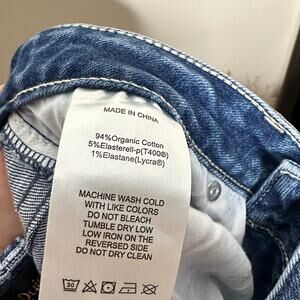 MADE IN CHINA
94%Organic Cotton
5%Elasterell-p(T400®)
1%Elastane(Lycra®)
MACHINE WASH COLD
WITH LIKE COLORS
DO NOT BLEACH
TUMBLE DRY LOW
LOW IRON ON THE
REVERSED SIDE
DO NOT DRY CLEAN
30